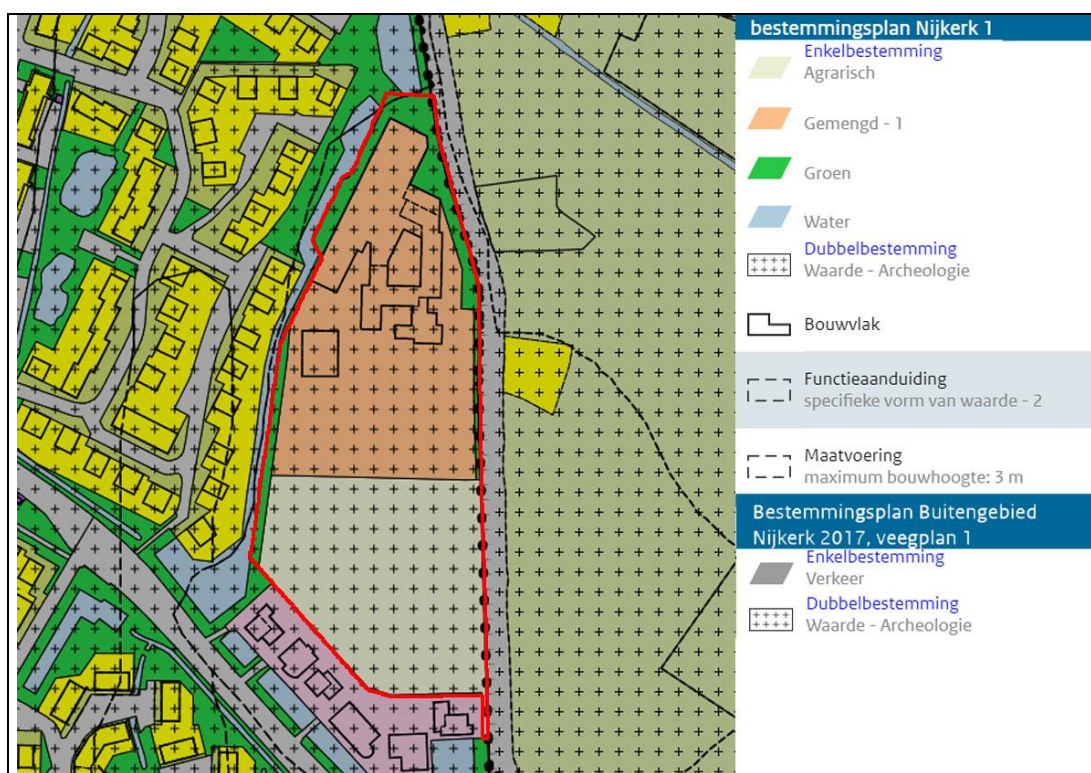 bestemmingsplan Nijkerk 1
Enkelbestemming
Agrarisch
Gemengd - 1
Groen
Water
Dubbelbestemming
Waarde - Archeologie
Bouwvlak
Functieaanduiding
specifieke vorm van waarde - 2
Maatvoering
maximum bouwhoogte: 3 m
Bestemmingsplan Buitengebied
Nijkerk 2017, veegplan 1
Enkelbestemming
Verkeer
Dubbelbestemming
Waarde - Archeologie